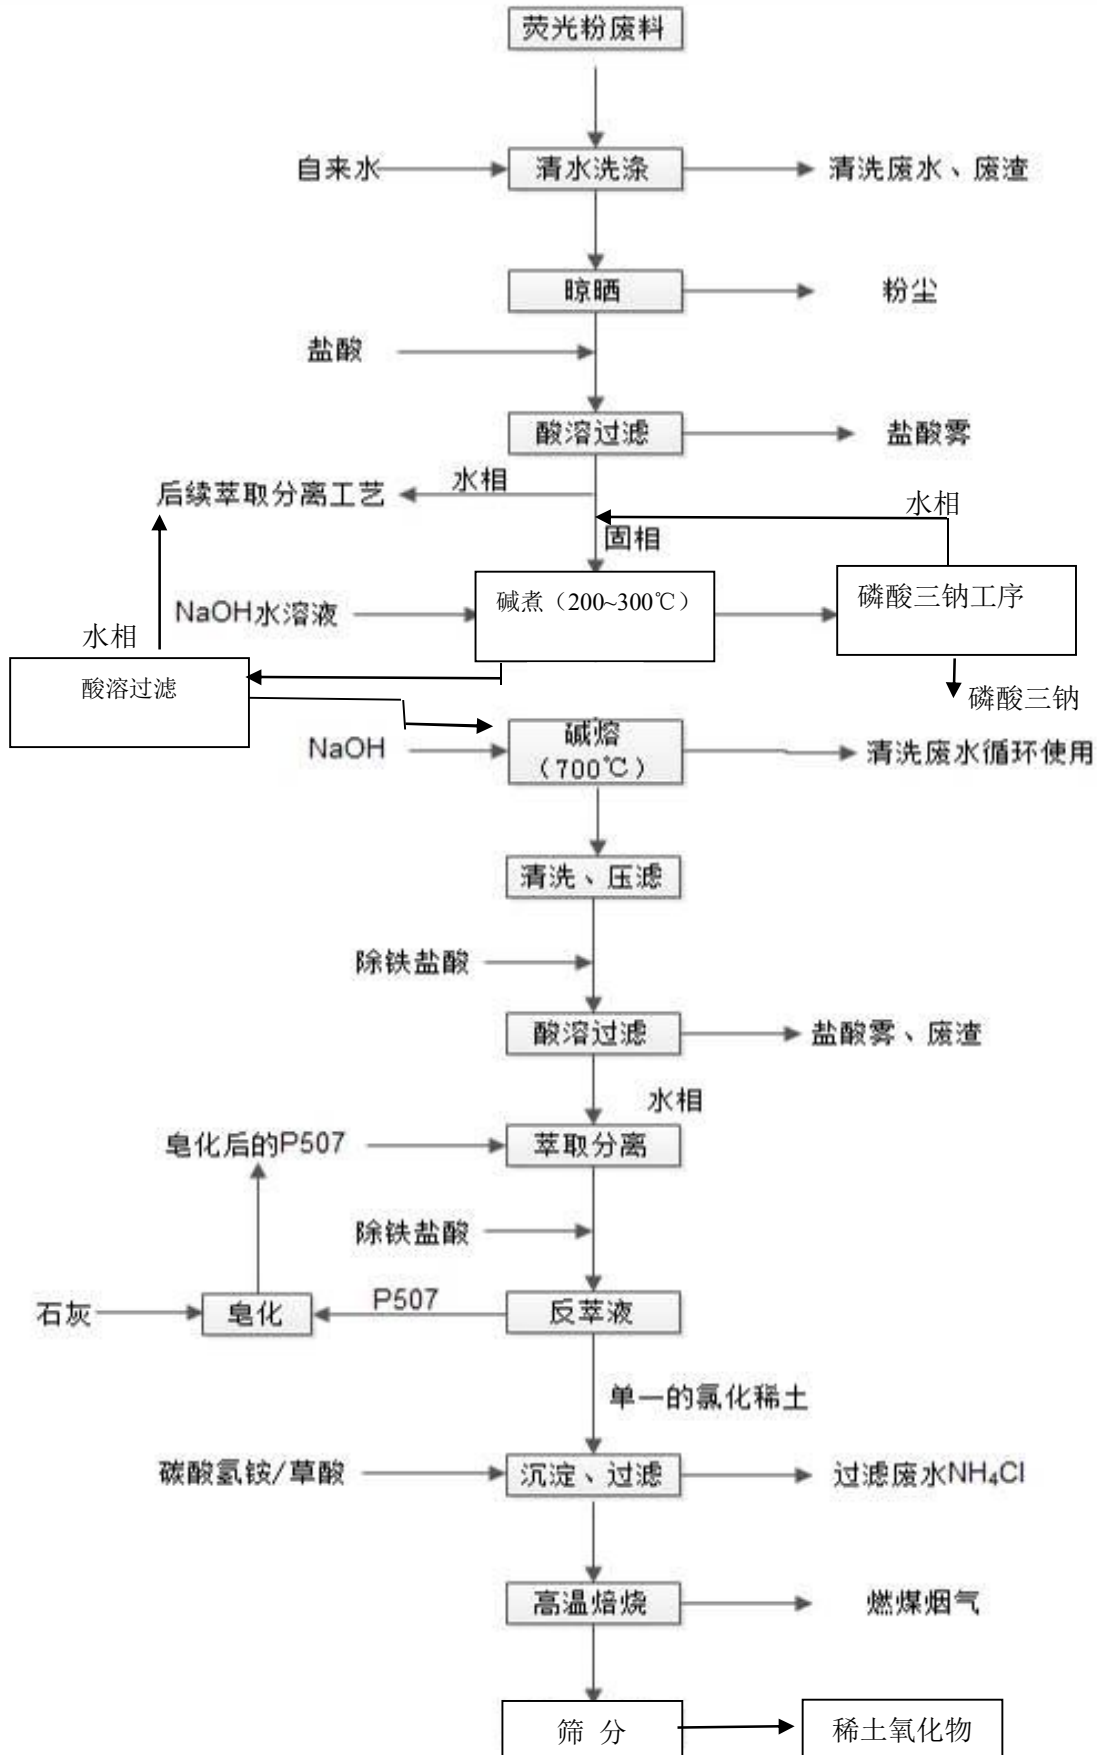 荧光粉废料
自来水
清水洗涤
清洗废水、废渣
晾晒
粉尘
盐酸
酸溶过滤
盐酸雾
水相
后续萃取分离工艺
水相
固相
NaOH水溶液
碱煮（200~300℃）
磷酸三钠工序
水相
酸溶过滤
磷酸三钠
NaOH
碱熔
（700℃）
清洗废水循环使用
清洗、压滤
除铁盐酸
酸溶过滤
盐酸雾、废渣
水相
皂化后的P507
萃取分离
除铁盐酸
石灰
皂化
P507
反萃液
单一的氯化稀土
碳酸氢铵/草酸
沉淀、过滤
过滤废水NH₄Cl
高温焙烧
燃煤烟气
筛 分
稀土氧化物